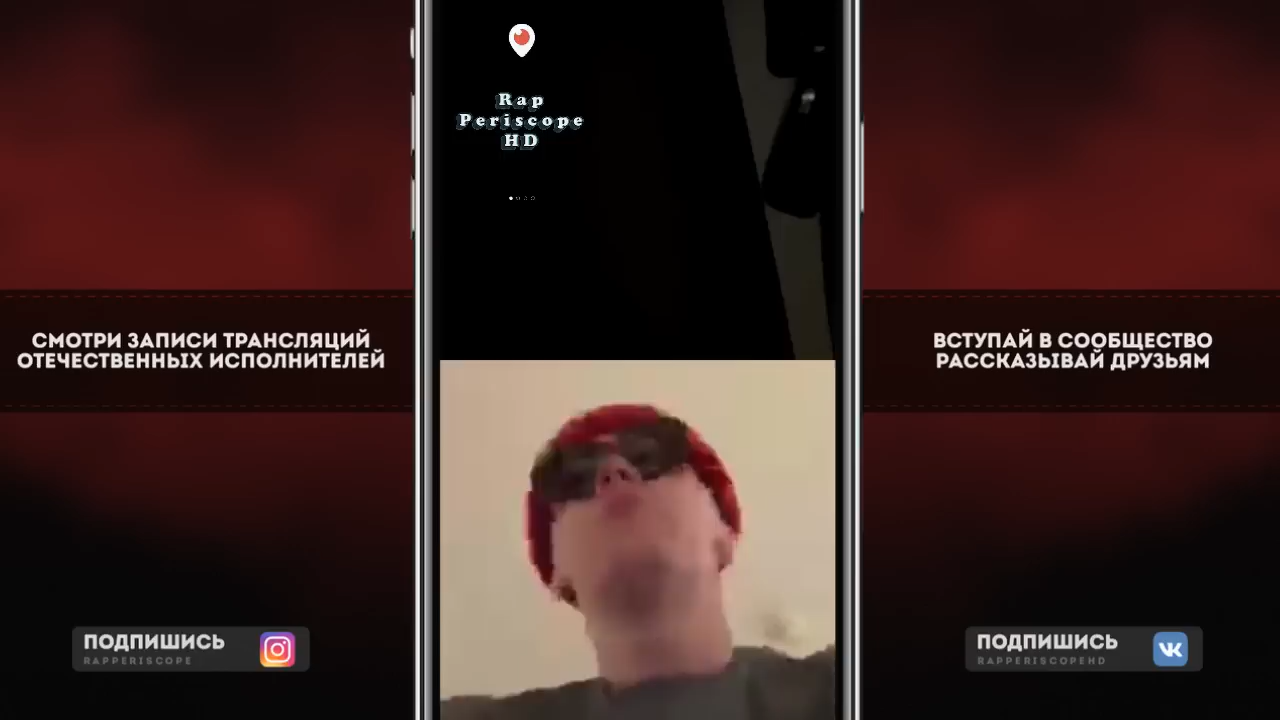 Rap
Periscope
HD
СМОТРИ ЗАПИСИ ТРАНСЛЯЦИЙ
ОТЕЧЕСТВЕННЫХ ИСПОЛНИТЕЛЕЙ
ВСТУПАЙ В СООБЩЕСТВО
РАССКАЗЫВАЙ ДРУЗЬЯМ
ПОДПИШИСЬ
RAPPERISCOPE
ПОДПИШИСЬ
RAPPERISCOPEHD